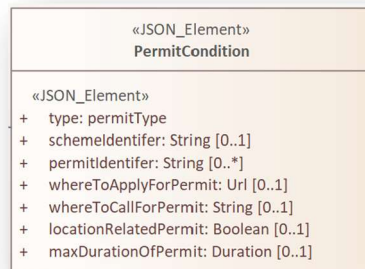 «JSON_Element»
PermitCondition
«JSON_Element»
+ type: permitType
+ schemeIdentifer: String [0..1]
+ permitIdentifer: String [0..*]
+ whereToApplyForPermit: Url [0..1]
+ whereToCallForPermit: String [0..1]
+ locationRelatedPermit: Boolean [0..1]
+ maxDurationOfPermit: Duration [0..1]